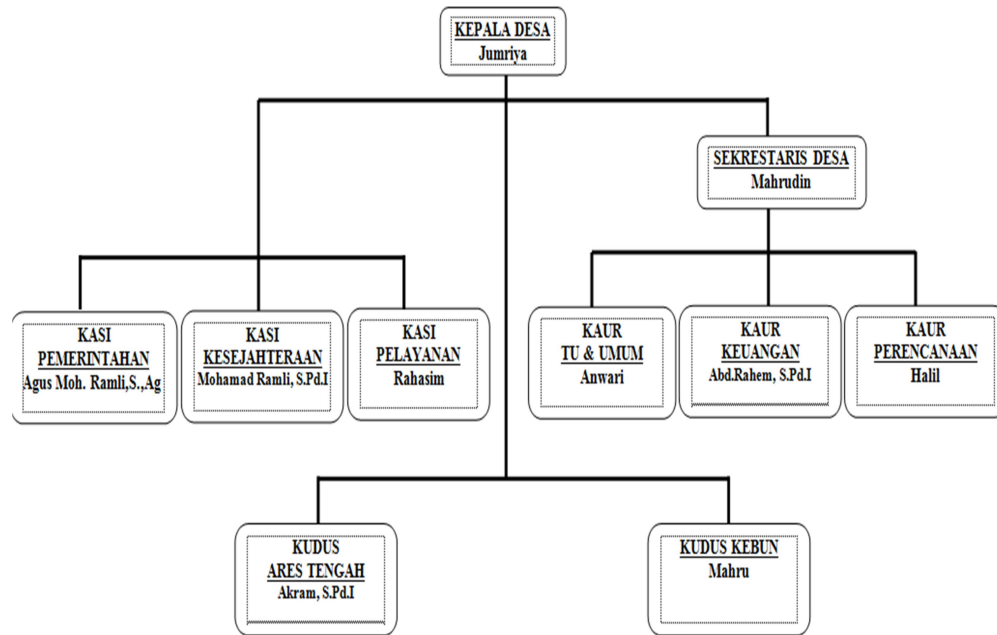 KEPALA DESA
Jumriya
SEKRESTARIS DESA
Mahrudin
KASI
PEMERINTAHAN
Agus Moh. Ramli,S.,Ag
KASI
KESEJAHTERAAN
Mohamad Ramli, S.Pd.I
KASI
PELAYANAN
Rahasim
KAUR
TU & UMUM
Anwari
KAUR
KEUANGAN
Abd.Rahem, S.Pd.I
KAUR
PERENCANAAN
Halil
KUDUS
ARES TENGAH
Akram, S.Pd.I
KUDUS KEBUN
Mahru